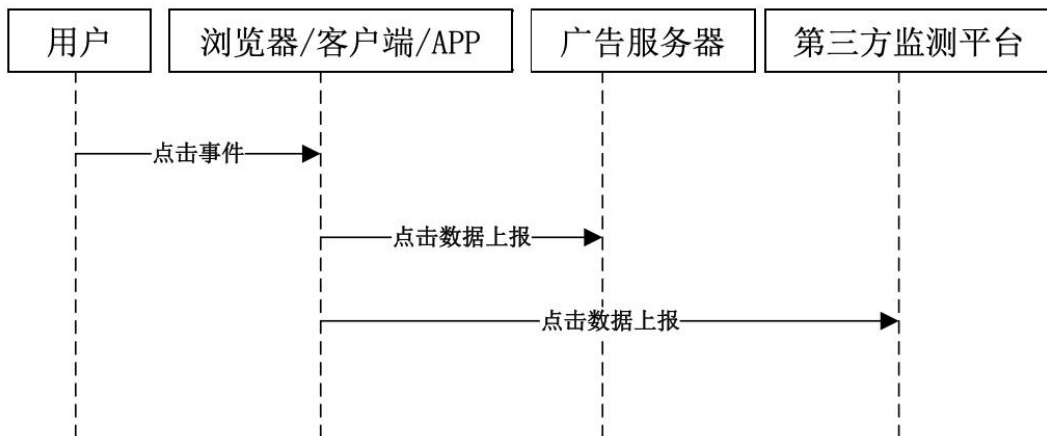 用户
浏览器/客户端/APP
广告服务器
第三方监测平台
点击事件
点击数据上报
点击数据上报